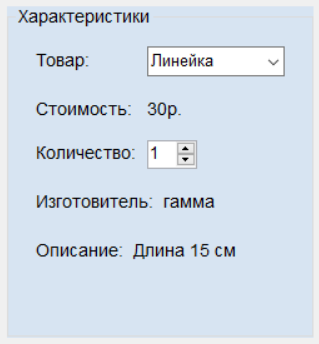 Характеристики
Товар: Линейка
Стоимость: 30р.
Количество: 1
Изготовитель: гамма
Описание: Длина 15 см